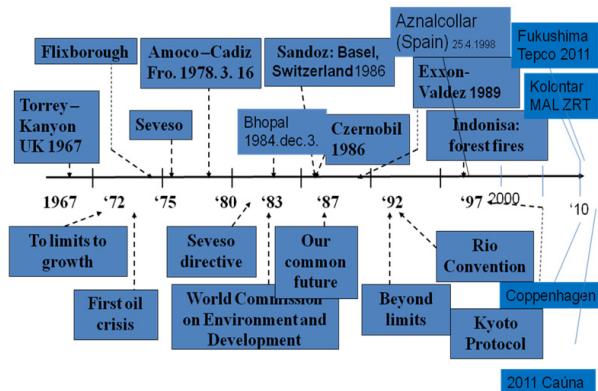 Flixborough
Amoco–Cadiz
Fro. 1978. 3. 16
Sandoz: Basel,
Switzerland 1986
Aznalcollar
(Spain) 25.4.1998
Fukushima
Tepco 2011
Exxon-
Valdez 1989
Kolontar
MAL ZRT
Torrey–
Kanyon
UK 1967
Seveso
Bhopal
1984.dec.3.
Czernobil
1986
Indonisa:
forest fires
1967 ‘72 ‘75 ‘80 ‘83 ‘87 ‘92 ‘97 2000 ‘10
To limits to
growth
Seveso
directive
Our
common
future
Rio
Convention
First oil
crisis
World Commission
on Environment and
Development
Beyond
limits
Kyoto
Protocol
Coppenhagen
2011 Caúna